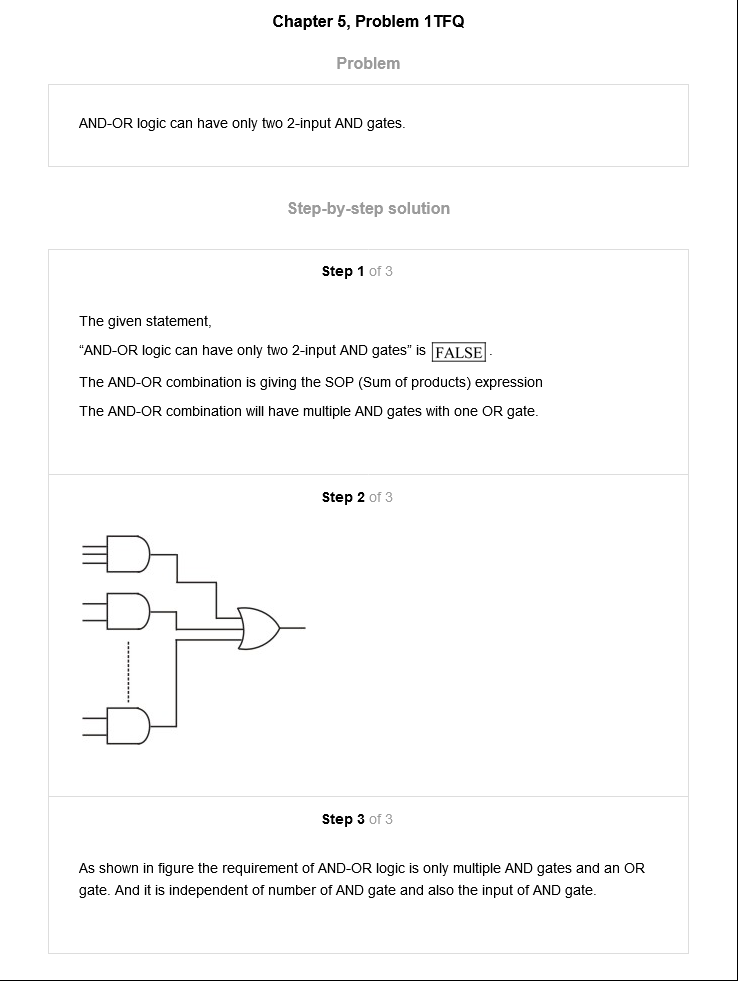 Chapter 5, Problem 1TFQ
Problem
AND-OR logic can have only two 2-input AND gates.
Step-by-step solution
Step 1 of 3
The given statement,
“AND-OR logic can have only two 2-input AND gates” is FALSE .
The AND-OR combination is giving the SOP (Sum of products) expression
The AND-OR combination will have multiple AND gates with one OR gate.
Step 2 of 3
Step 3 of 3
As shown in figure the requirement of AND-OR logic is only multiple AND gates and an OR
gate. And it is independent of number of AND gate and also the input of AND gate.